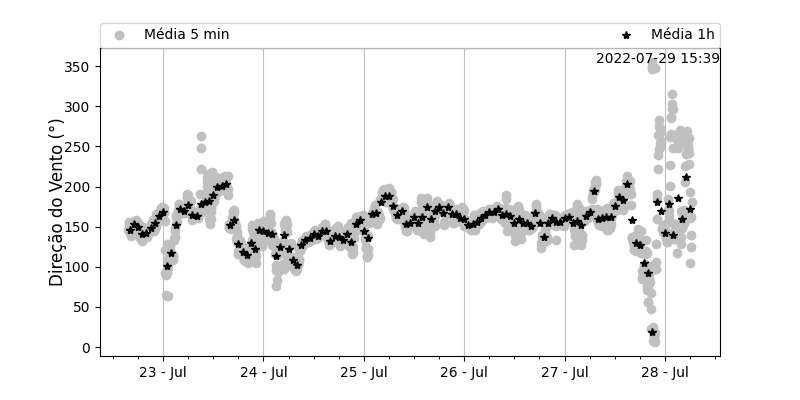 Média 5 min
Média 1h
2022-07-29 15:39
Direção do Vento (°)
350
300
250
200
150
100
50
0
23 - Jul
24 - Jul
25 - Jul
26 - Jul
27 - Jul
28 - Jul